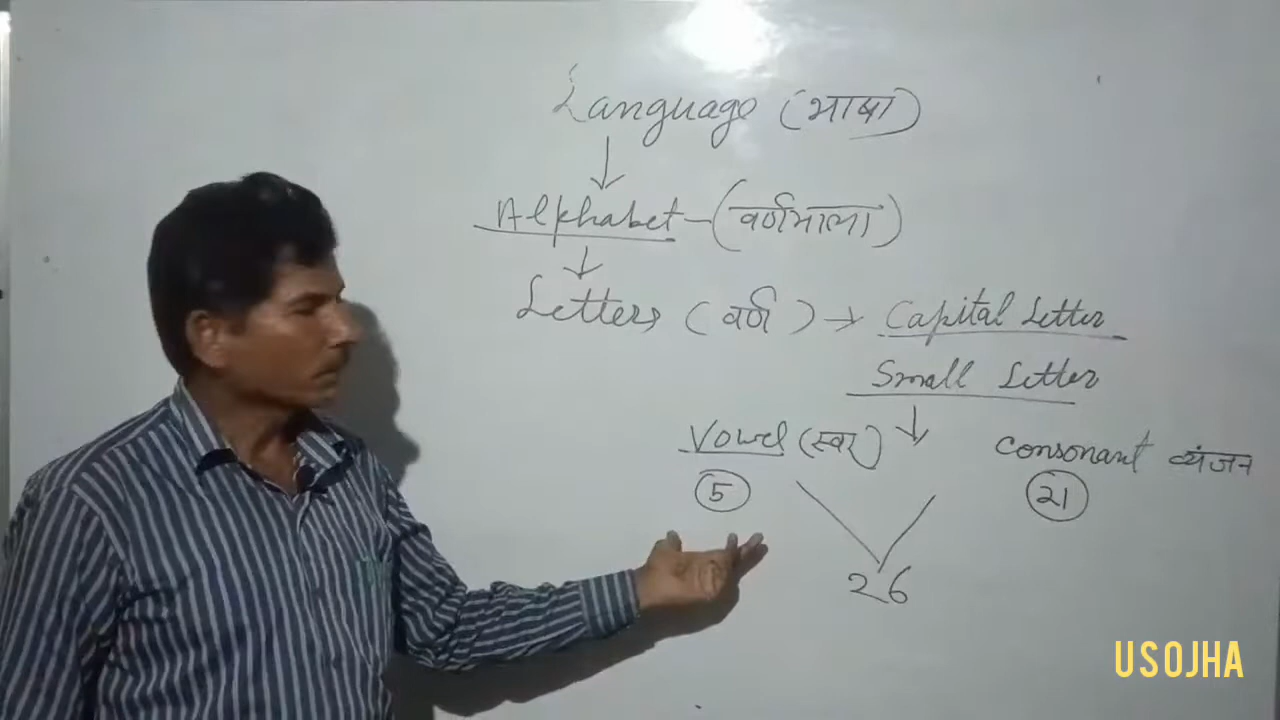 Language (भाषा)
Alphabet - (वर्णमाला)
Letters (वर्ण) → Capital Letter
Small Letter
Vowel (स्वर) Consonant व्यंजन
5 21
26
USOJHA